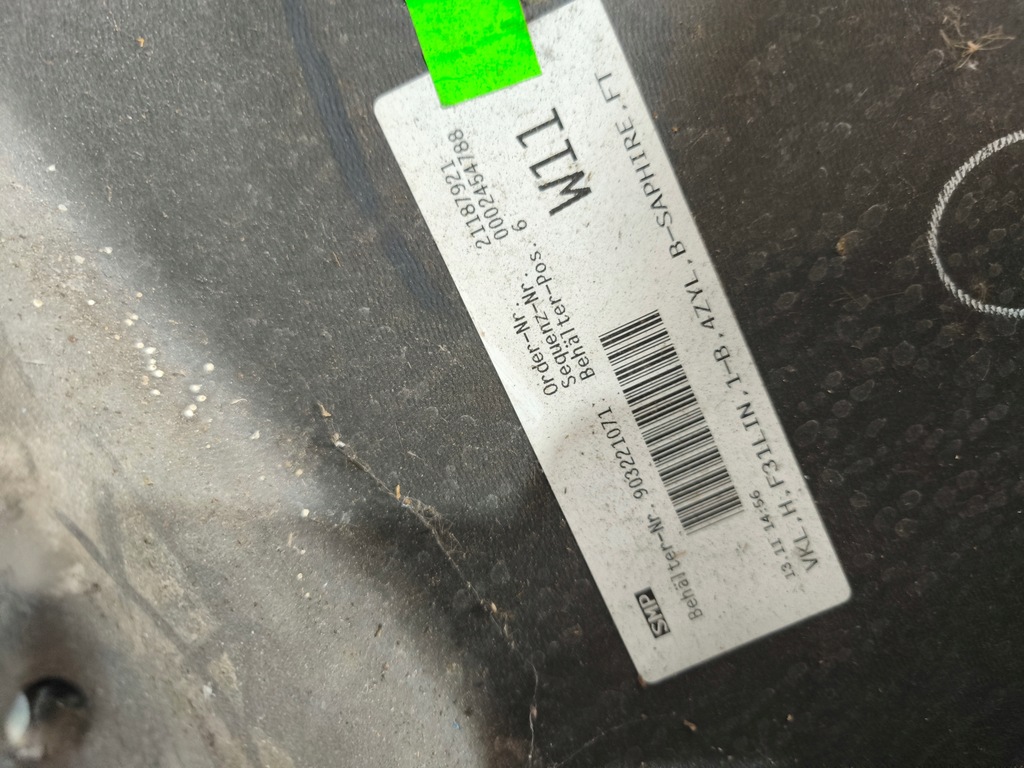 SMP
Behälter-Nr. 903221071
Order-Nr. 21187921
Sequenz-Nr. 0002454788
Behälter-Pos. 6
W11
13.11 14:56
VKL.H.F31LIN.1-B.4ZYL.B-SAPHIRE.FT